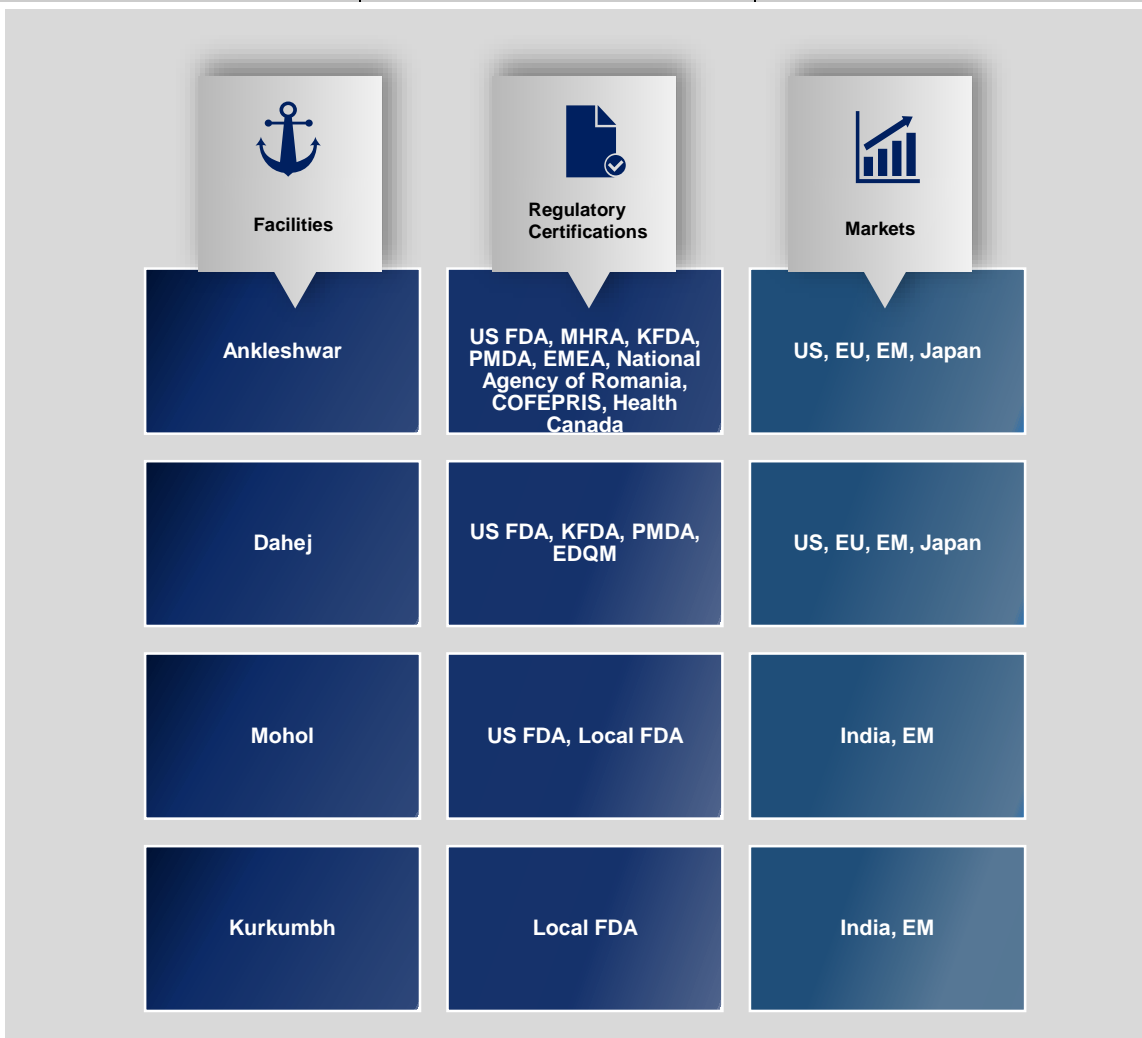 Facilities
Regulatory
Certifications
Markets
Ankleshwar
US FDA, MHRA, KFDA,
PMDA, EMEA, National
Agency of Romania,
COFEPRIS, Health
Canada
US, EU, EM, Japan
Dahej
US FDA, KFDA, PMDA,
EDQM
US, EU, EM, Japan
Mohol
US FDA, Local FDA
India, EM
Kurkumbh
Local FDA
India, EM